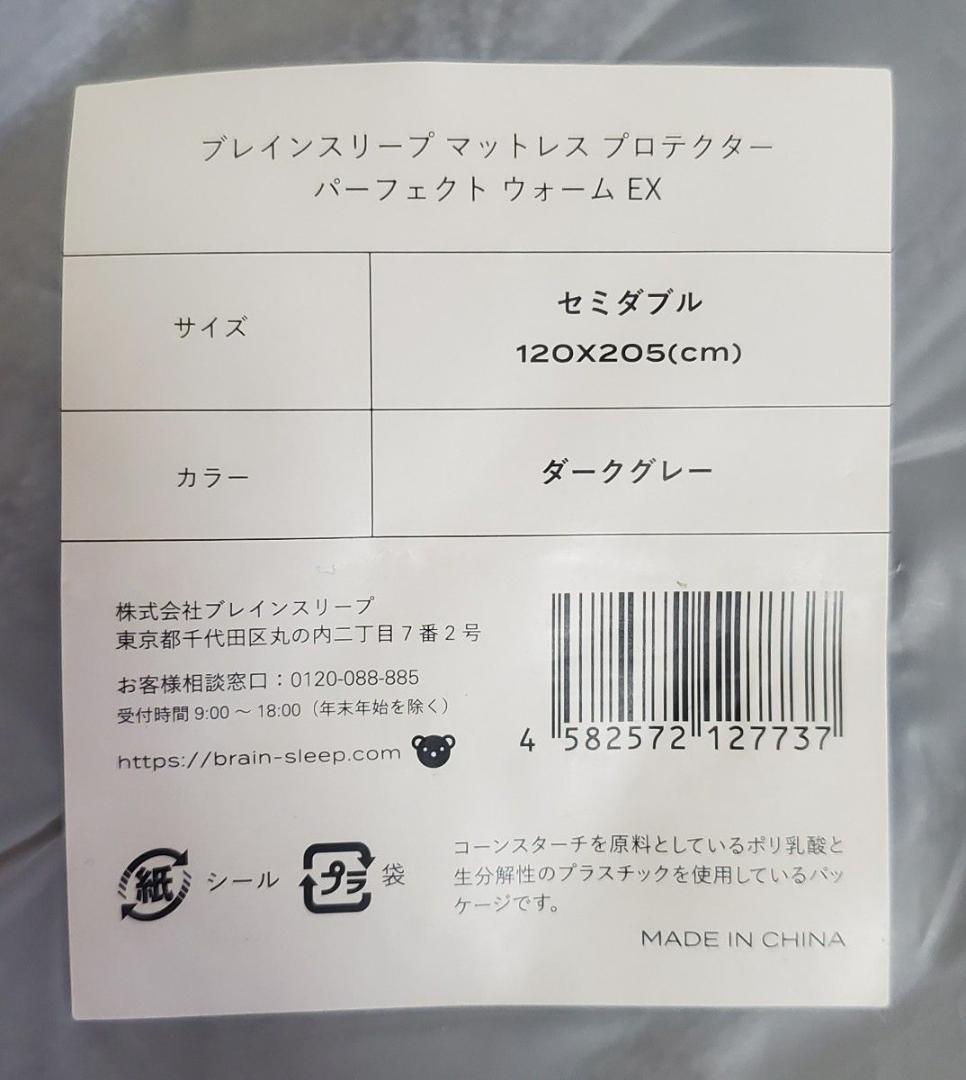 ブレインスリープ マットレス プロテクター
パーフェクト ウォーム EX
サイズ
セミダブル
120X205(cm)
カラー
ダークグレー
株式会社ブレインスリープ
東京都千代田区丸の内二丁目7番2号
お客様相談窓口：0120-088-885
受付時間 9:00 〜 18:00（年末年始を除く）
https://brain-sleep.com
4 582572 127737
紙 シール
プラ 袋
コーンスターチを原料としているポリ乳酸と
生分解性のプラスチックを使用しているパッ
ケージです。
MADE IN CHINA